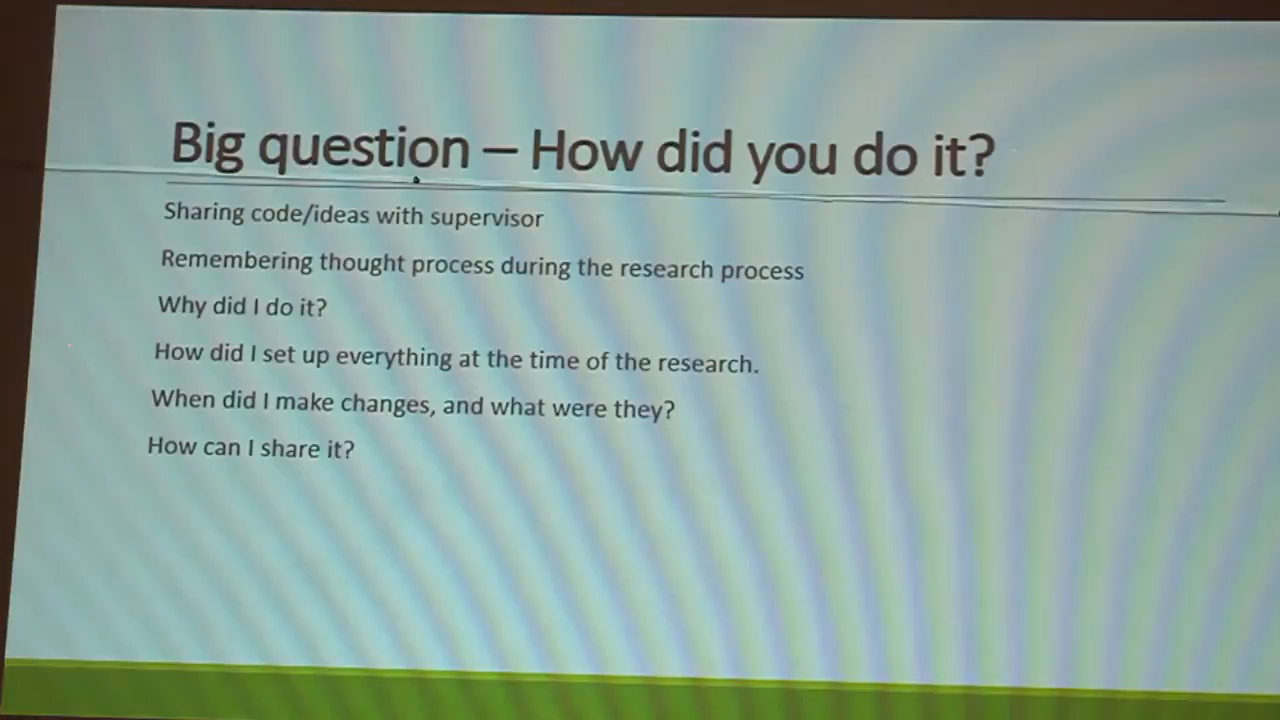 Big question – How did you do it?
Sharing code/ideas with supervisor
Remembering thought process during the research process
Why did I do it?
How did I set up everything at the time of the research.
When did I make changes, and what were they?
How can I share it?